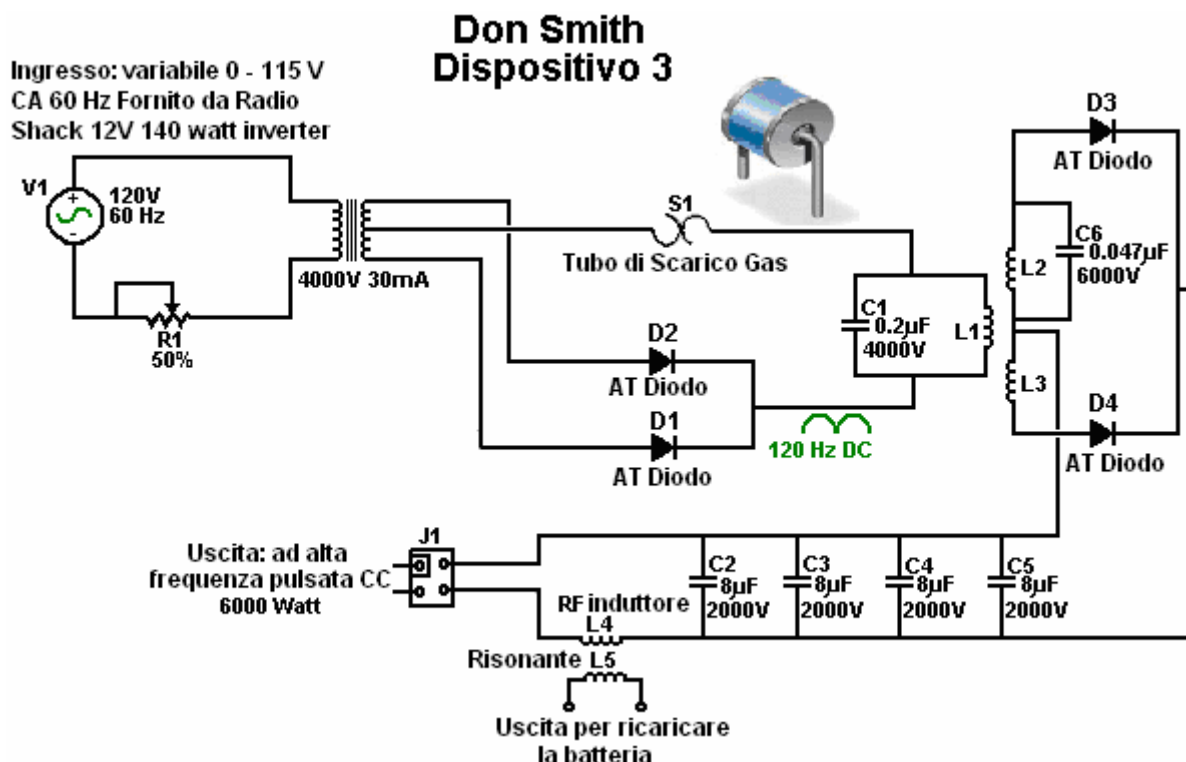 Don Smith
Dispositivo 3
Ingresso: variabile 0 - 115 V
CA 60 Hz Fornito da Radio
Shack 12V 140 watt inverter
V1
+
-
120V
60 Hz
R1
50%
4000V 30mA
S1
Tubo di Scarico Gas
D2
AT Diodo
D1
AT Diodo
120 Hz DC
C1
0.2µF
4000V
L1
L2
L3
C6
0.047µF
6000V
D3
AT Diodo
D4
AT Diodo
Uscita: ad alta
frequenza pulsata CC
6000 Watt
J1
RF induttore
L4
Risonante L5
Uscita per ricaricare
la batteria
C2
8µF
2000V
C3
8µF
2000V
C4
8µF
2000V
C5
8µF
2000V